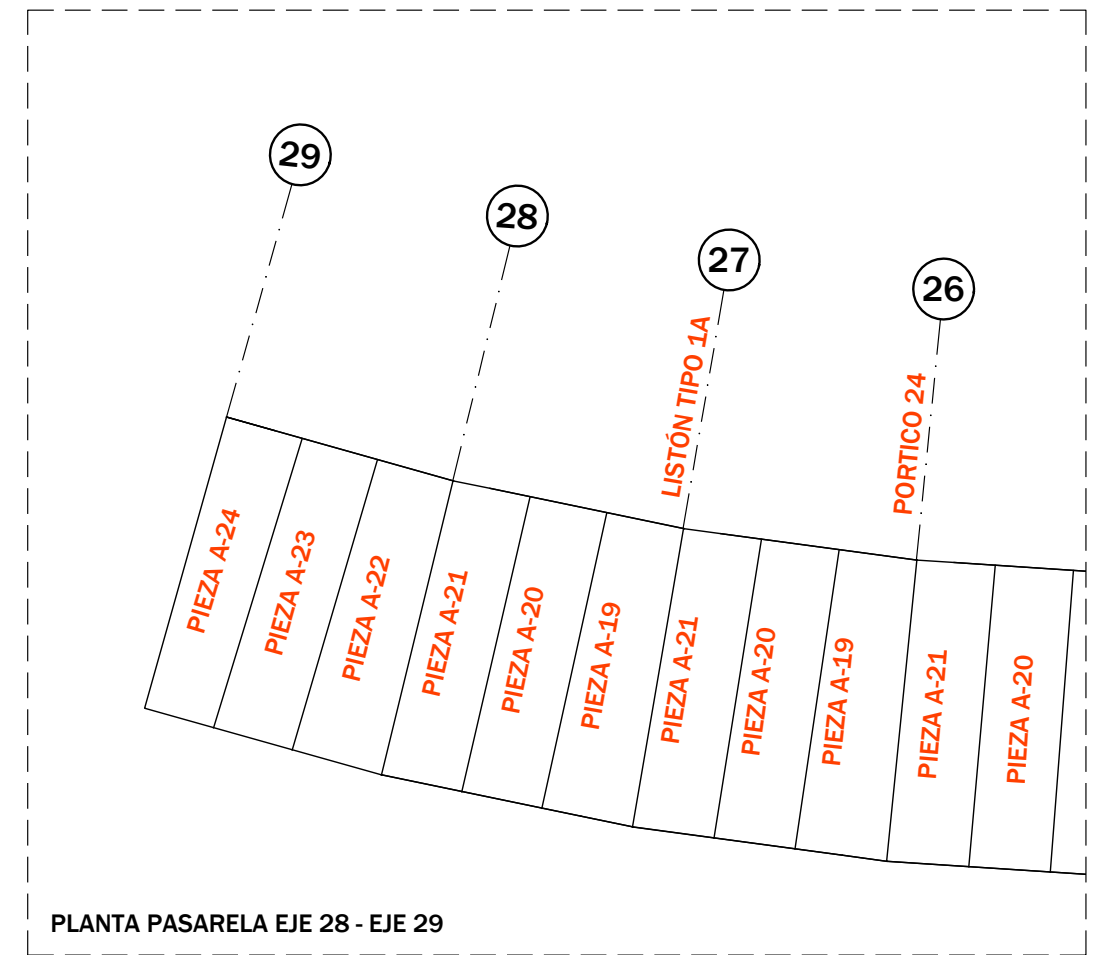 29
28
27
26
LISTÓN TIPO 1A
PORTICO 24
PIEZA A-24
PIEZA A-23
PIEZA A-22
PIEZA A-21
PIEZA A-20
PIEZA A-19
PIEZA A-21
PIEZA A-20
PIEZA A-19
PIEZA A-21
PIEZA A-20
PLANTA PASARELA EJE 28 - EJE 29